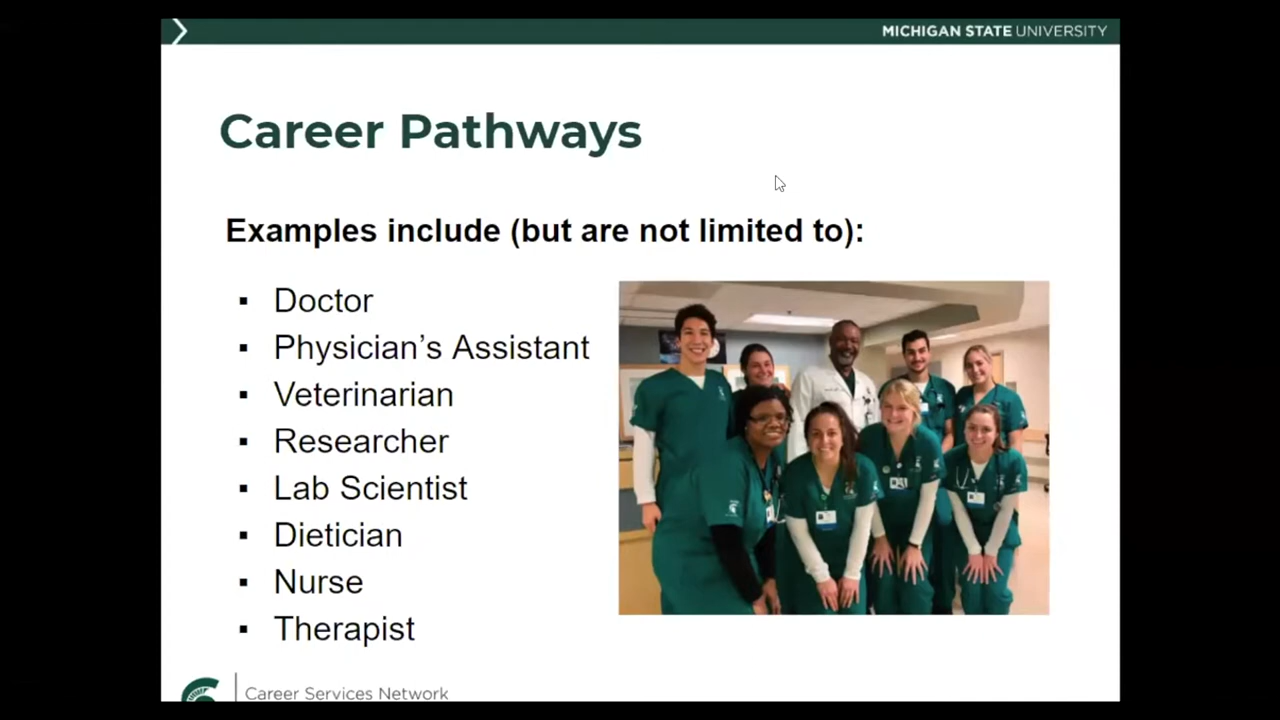 MICHIGAN STATE UNIVERSITY
Career Pathways
Examples include (but are not limited to):
▪ Doctor
▪ Physician’s Assistant
▪ Veterinarian
▪ Researcher
▪ Lab Scientist
▪ Dietician
▪ Nurse
▪ Therapist
Career Services Network